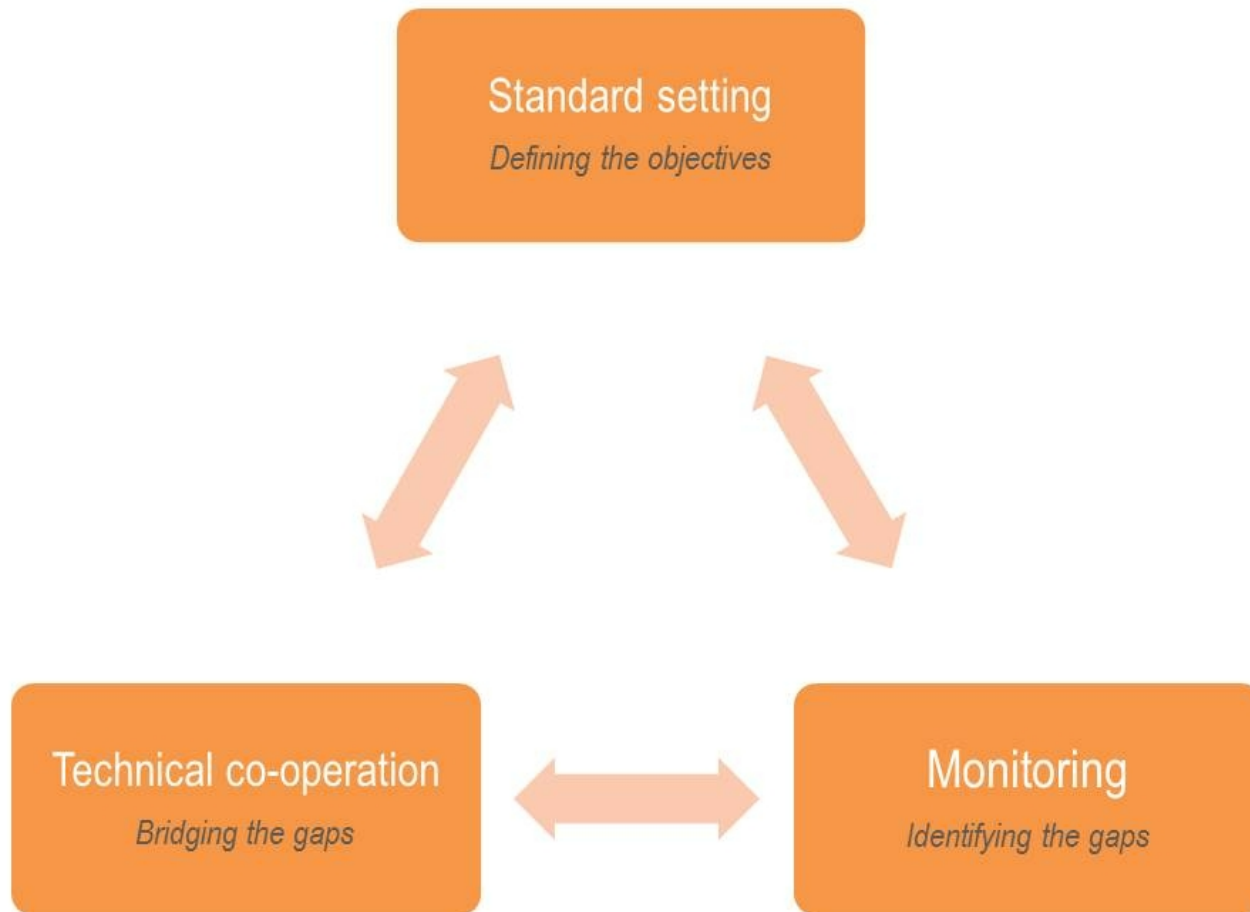 Standard setting
Defining the objectives
Technical co-operation
Bridging the gaps
Monitoring
Identifying the gaps